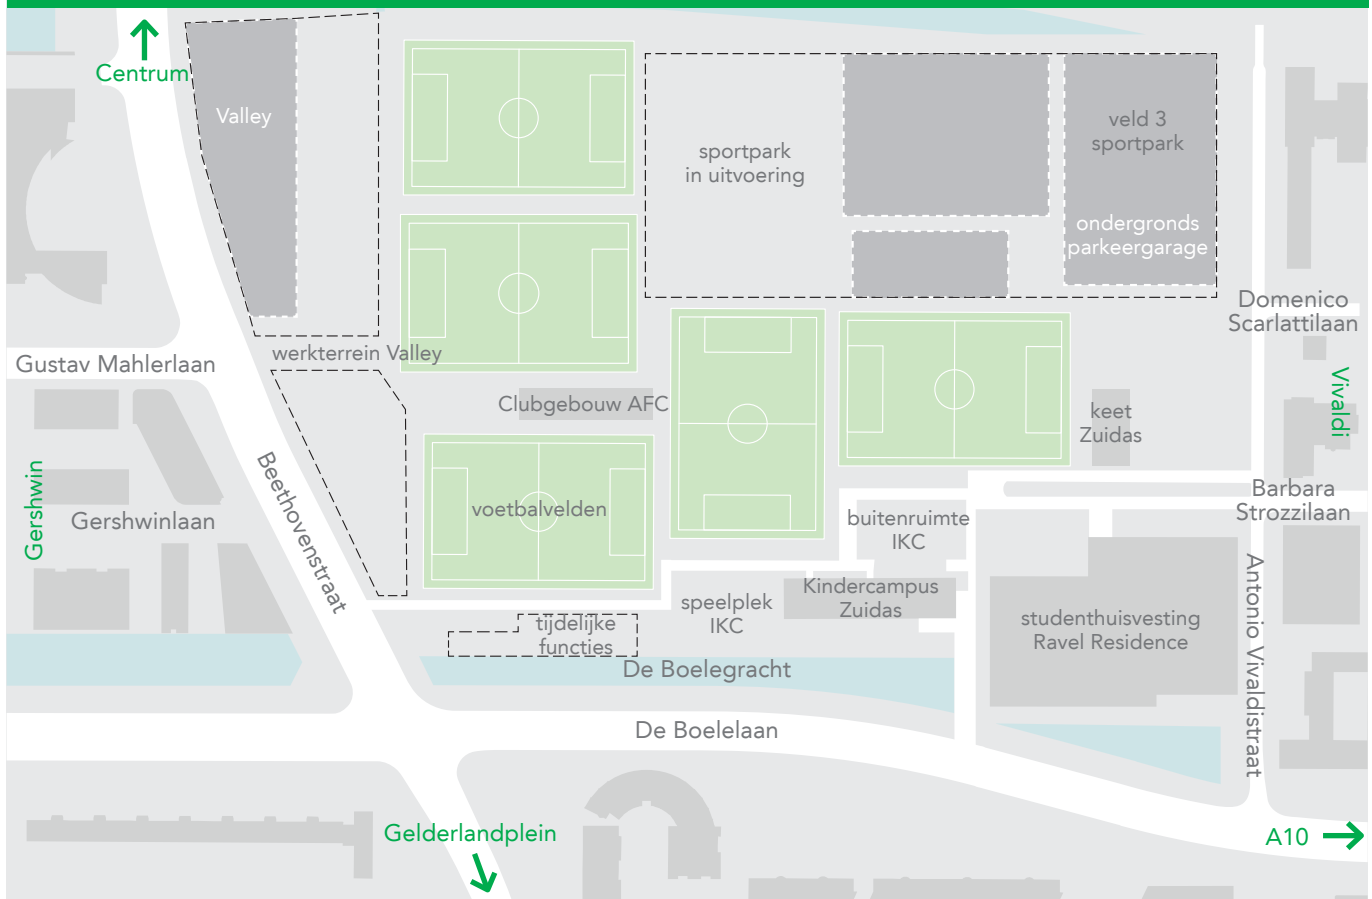 Centrum
Valley
veld 3
sportpark
sportpark
in uitvoering
ondergronds
parkeergarage
Domenico
Scarlattilaan
werkterrein Valley
Gustav Mahlerlaan
Vivaldi
Clubgebouw AFC
keet
Zuidas
Beethovenstraat
Gershwin
Gershwinlaan
voetbalvelden
buitenruimte
IKC
Barbara
Strozzilaan
Kindercampus
Zuidas
speelplek
IKC
tijdelijke
functies
studenthuisvesting
Ravel Residence
Antonio Vivaldistraat
De Boelegracht
De Boelelaan
Gelderlandplein
A10